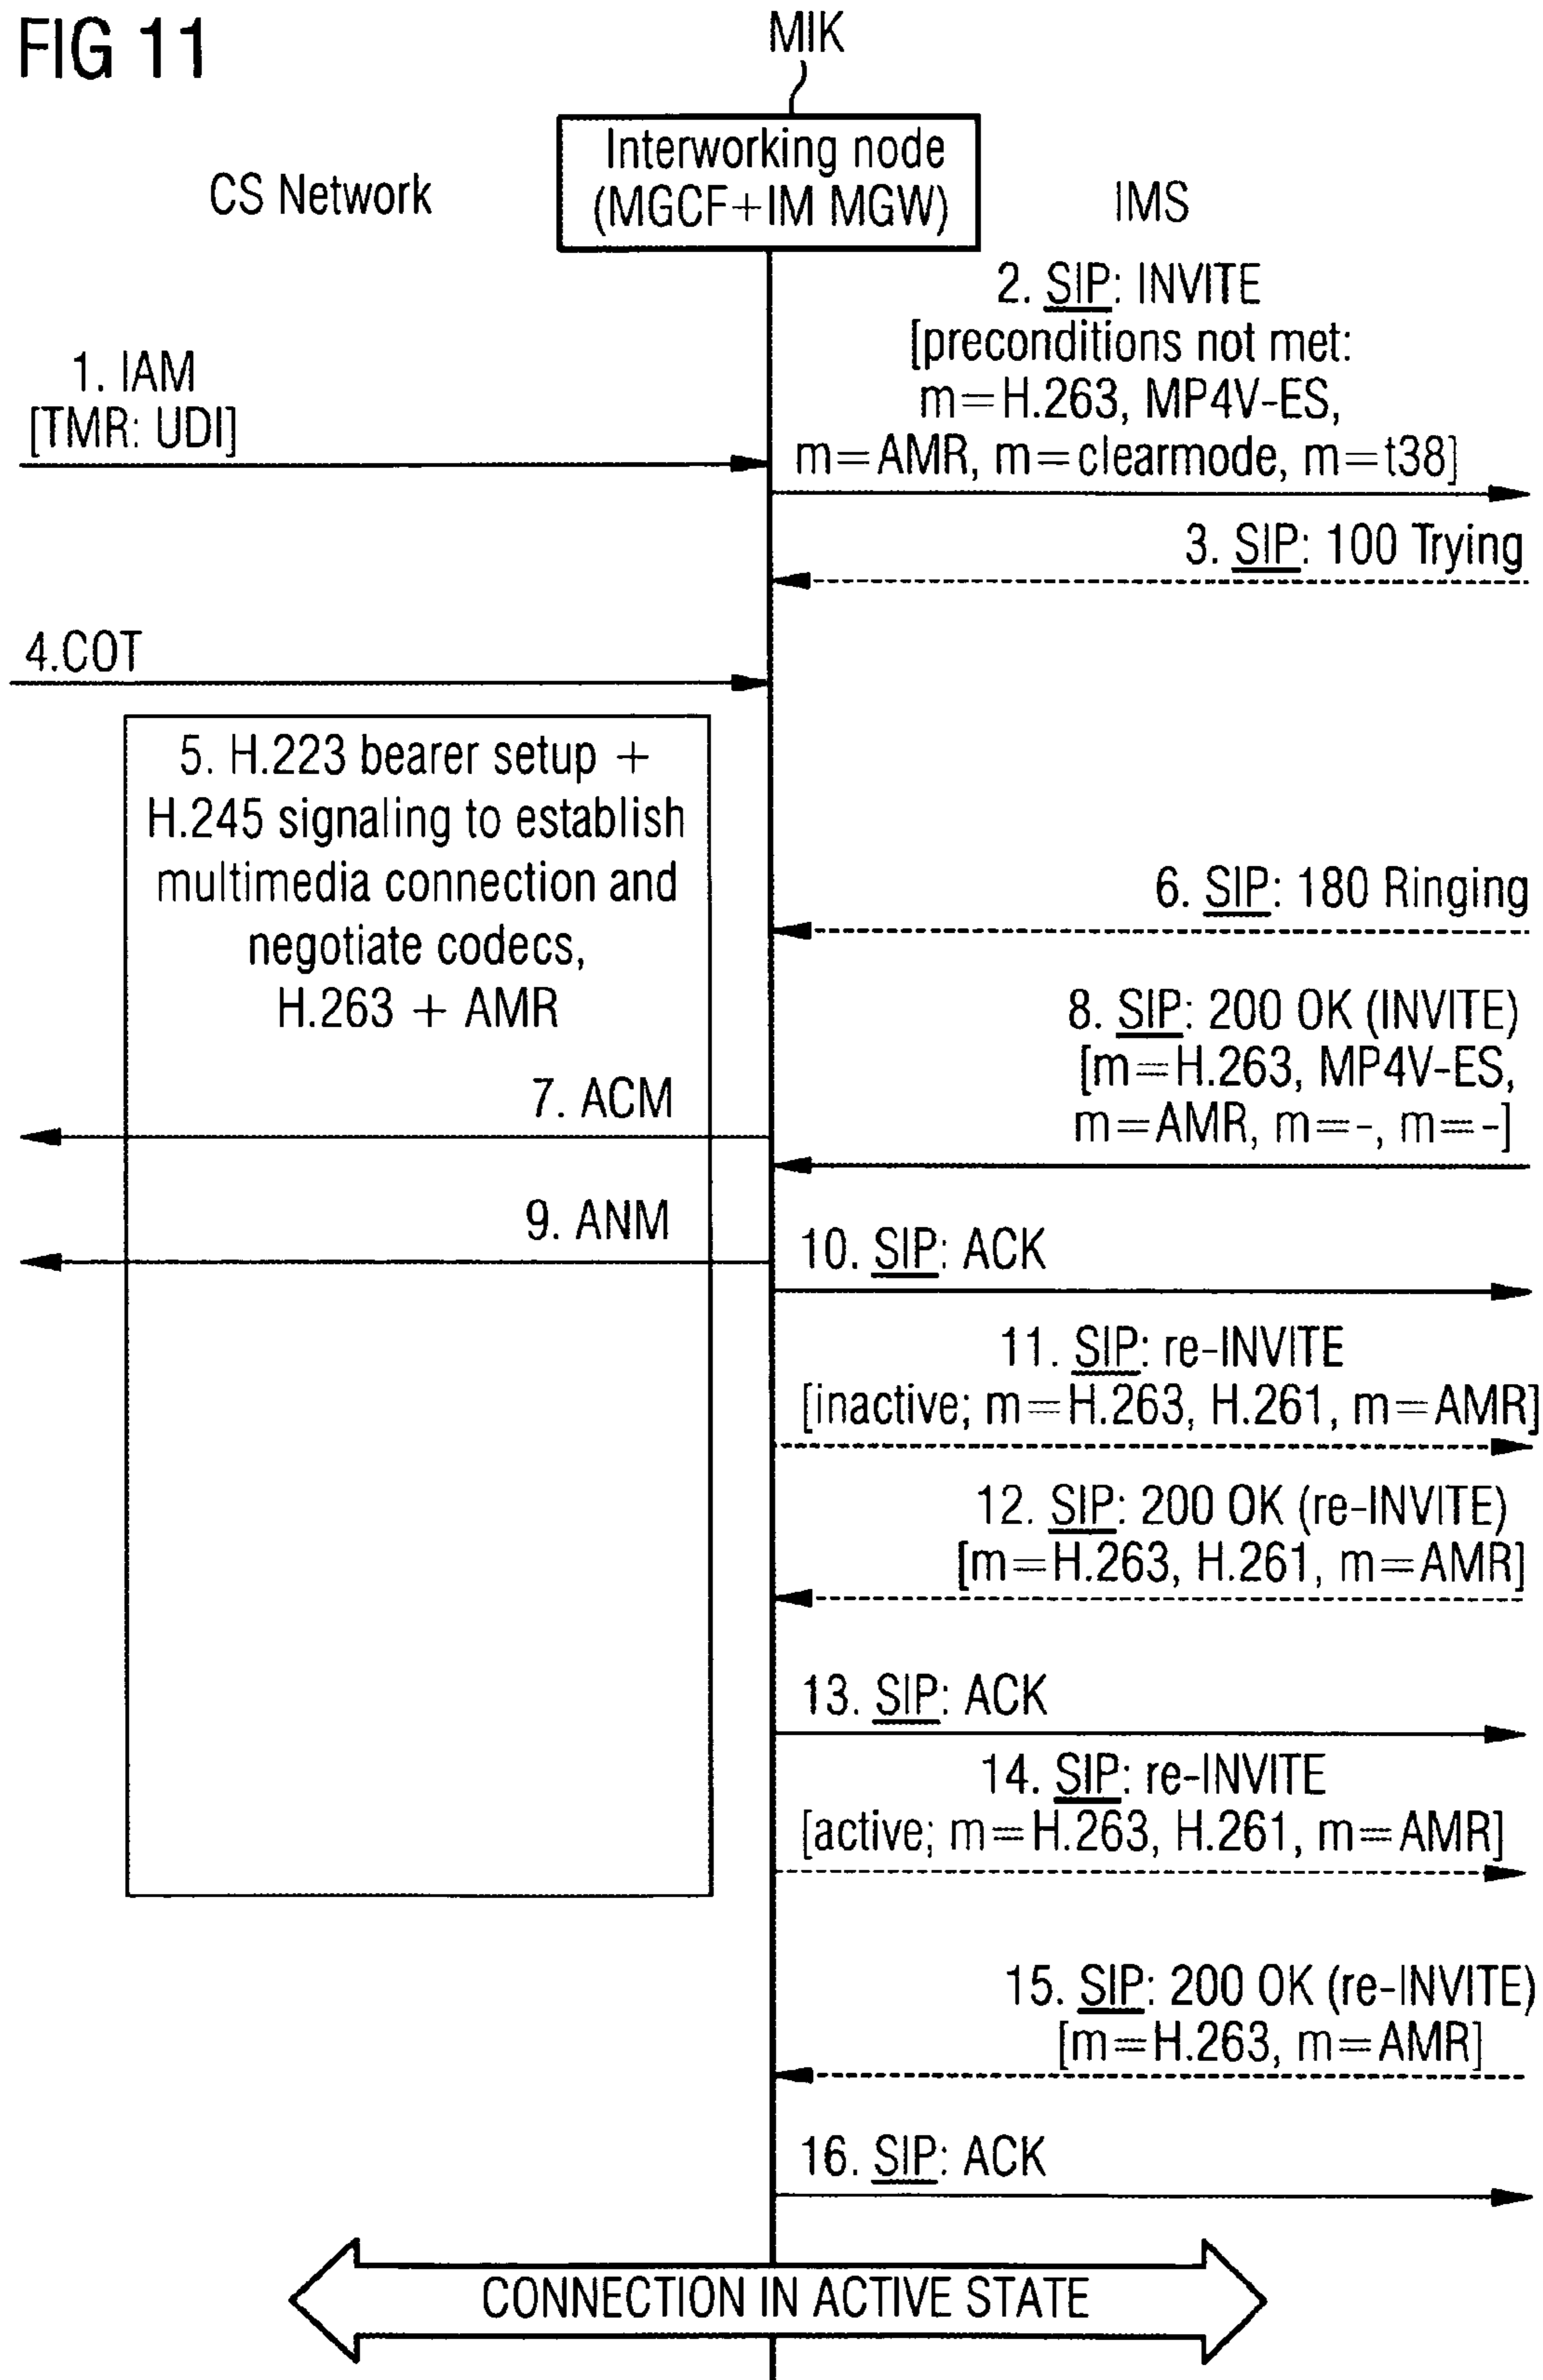 FIG 11
MIK
Interworking node
(MGCF+IM MGW)
CS Network
IMS
1. IAM
[TMR: UDI]
2. SIP: INVITE
[preconditions not met:
m=H.263, MP4V-ES,
m=AMR, m=clearmode, m=t38]
3. SIP: 100 Trying
4.COT
5. H.223 bearer setup +
H.245 signaling to establish
multimedia connection and
negotiate codecs,
H.263 + AMR
6. SIP: 180 Ringing
7. ACM
8. SIP: 200 OK (INVITE)
[m=H.263, MP4V-ES,
m=AMR, m=-, m=-]
9. ANM
10. SIP: ACK
11. SIP: re-INVITE
[inactive; m=H.263, H.261, m=AMR]
12. SIP: 200 OK (re-INVITE)
[m=H.263, H.261, m=AMR]
13. SIP: ACK
14. SIP: re-INVITE
[active; m=H.263, H.261, m=AMR]
15. SIP: 200 OK (re-INVITE)
[m=H.263, m=AMR]
16. SIP: ACK
CONNECTION IN ACTIVE STATE